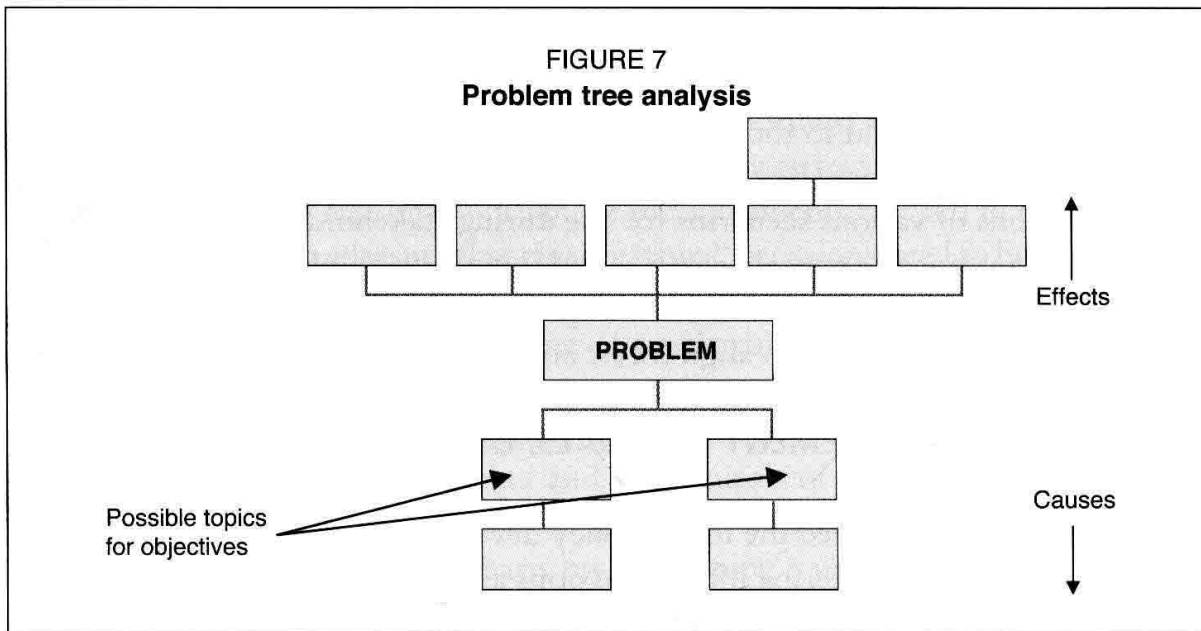 FIGURE 7
Problem tree analysis
Effects
PROBLEM
Possible topics
for objectives
Causes